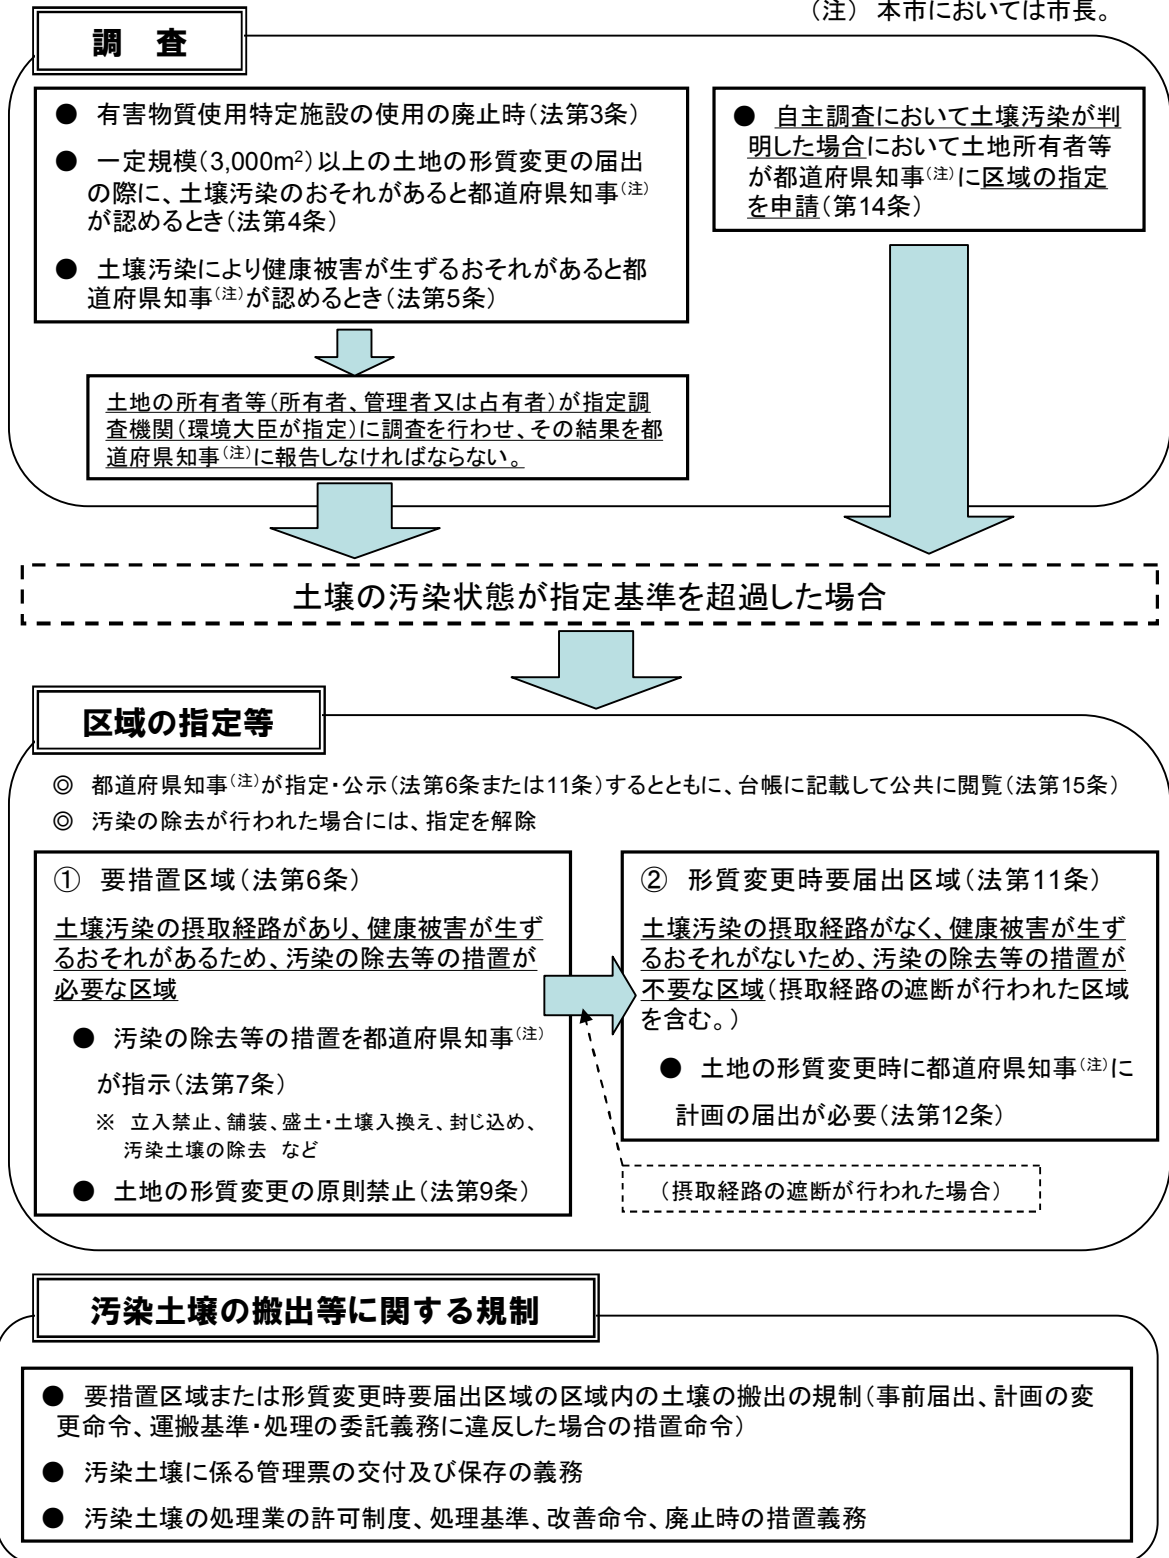 （注） 本市においては市長。
調　査
● 有害物質使用特定施設の使用の廃止時（法第3条）
● 一定規模（3,000m²）以上の土地の形質変更の届出
の際に、土壌汚染のおそれがあると都道府県知事（注）
が認めるとき（法第4条）
● 土壌汚染により健康被害が生ずるおそれがあると都
道府県知事（注）が認めるとき（法第5条）
● 自主調査において土壌汚染が判
明した場合において土地所有者等
が都道府県知事（注）に区域の指定
を申請（第14条）
土地の所有者等（所有者、管理者又は占有者）が指定調
査機関（環境大臣が指定）に調査を行わせ、その結果を都
道府県知事（注）に報告しなければならない。
土壌の汚染状態が指定基準を超過した場合
区域の指定等
◎ 都道府県知事（注）が指定・公示（法第6条または11条）するとともに、台帳に記載して公共に閲覧（法第15条）
◎ 汚染の除去が行われた場合には、指定を解除
① 要措置区域（法第6条）
土壌汚染の摂取経路があり、健康被害が生ず
るおそれがあるため、汚染の除去等の措置が
必要な区域
● 汚染の除去等の措置を都道府県知事（注）
が指示（法第7条）
※ 立入禁止、舗装、盛土・土壌入換え、封じ込め、
汚染土壌の除去 など
● 土地の形質変更の原則禁止（法第9条）
② 形質変更時要届出区域（法第11条）
土壌汚染の摂取経路がなく、健康被害が生ず
るおそれがないため、汚染の除去等の措置が
不要な区域（摂取経路の遮断が行われた区域
を含む。）
● 土地の形質変更時に都道府県知事（注）に
計画の届出が必要（法第12条）
（摂取経路の遮断が行われた場合）
汚染土壌の搬出等に関する規制
● 要措置区域または形質変更時要届出区域の区域内の土壌の搬出の規制（事前届出、計画の変
更命令、運搬基準・処理の委託義務に違反した場合の措置命令）
● 汚染土壌に係る管理票の交付及び保存の義務
● 汚染土壌の処理業の許可制度、処理基準、改善命令、廃止時の措置義務